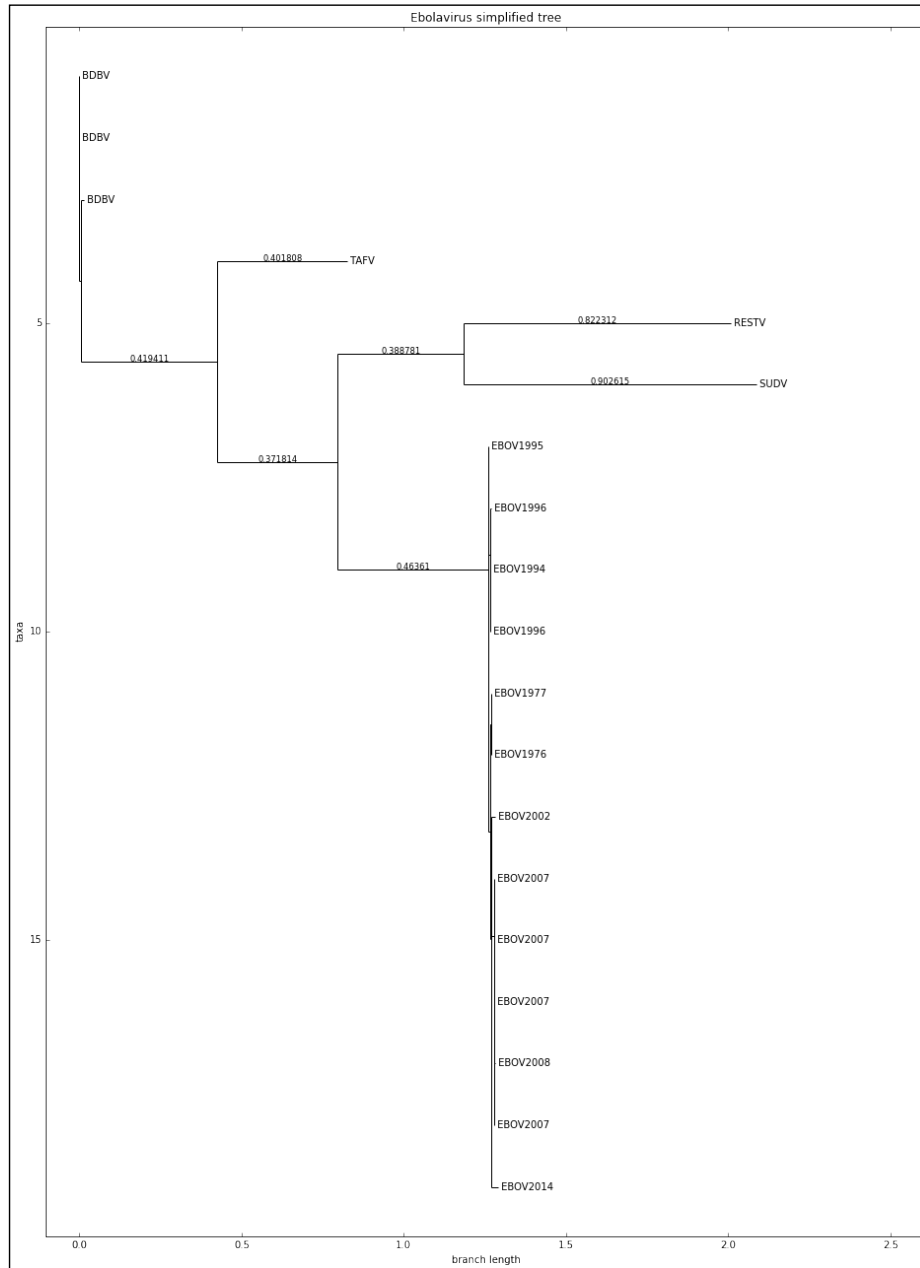 Ebolavirus simplified tree
BDBV
BDBV
BDBV
0.401808
TAFV
5
0.822312
RESTV
0.388781
0.419411
0.902615
SUDV
EBOV1995
0.371814
EBOV1996
0.46361
EBOV1994
taxa
10
EBOV1996
EBOV1977
EBOV1976
EBOV2002
EBOV2007
15
EBOV2007
EBOV2007
EBOV2008
EBOV2007
EBOV2014
0.0 0.5 1.0 1.5 2.0 2.5
branch length